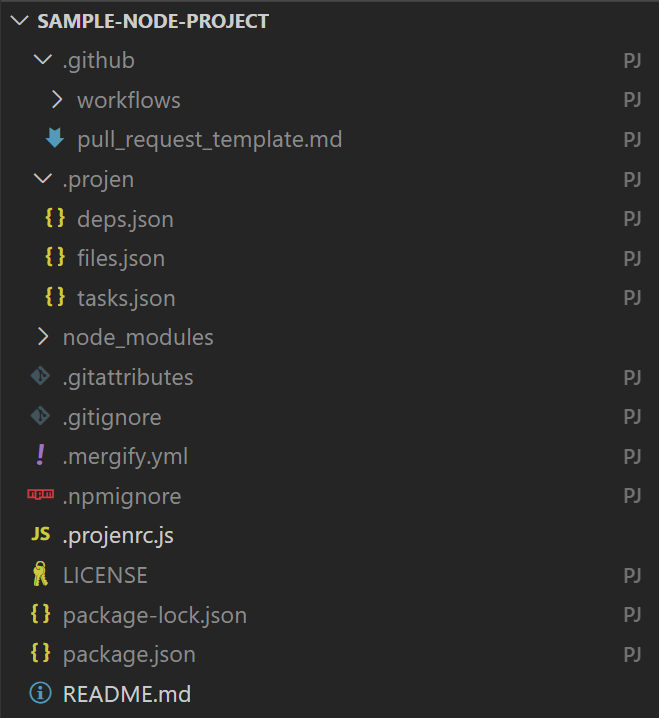 SAMPLE-NODE-PROJECT
.github PJ
workflows PJ
pull_request_template.md PJ
.projen PJ
{} deps.json PJ
{} files.json PJ
{} tasks.json PJ
node_modules
.gitattributes PJ
.gitignore PJ
! .mergify.yml PJ
npm .npmignore PJ
JS .projenrc.js
LICENSE PJ
{} package-lock.json PJ
{} package.json PJ
README.md